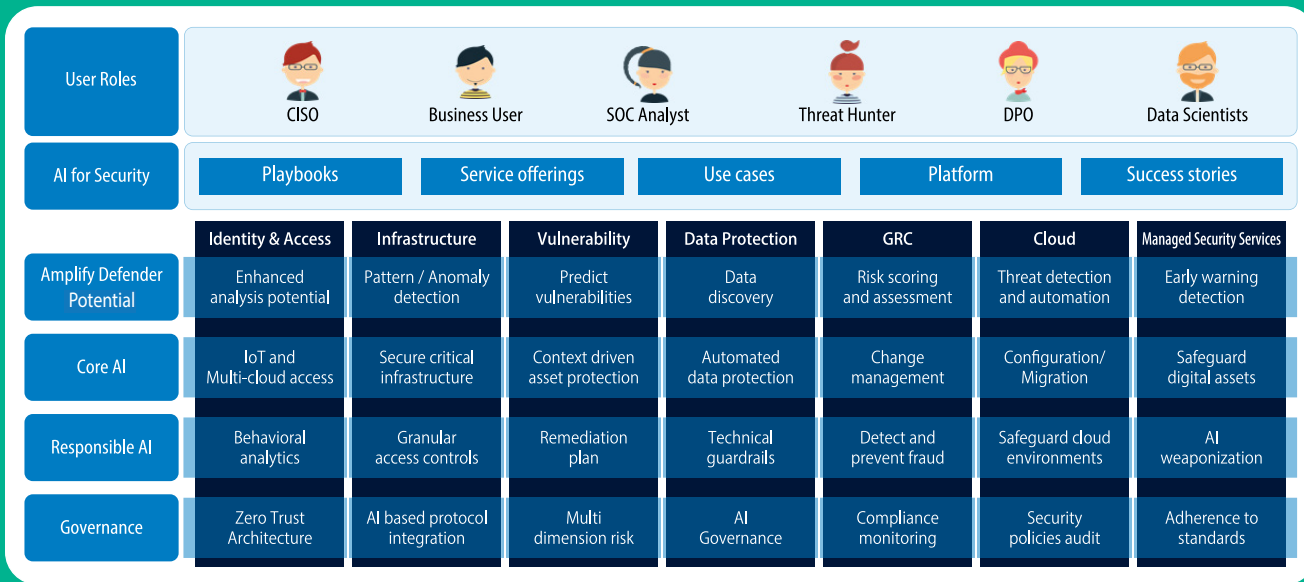 User Roles
CISO
Business User
SOC Analyst
Threat Hunter
DPO
Data Scientists
AI for Security
Playbooks
Service offerings
Use cases
Platform
Success stories
Identity & Access
Infrastructure
Vulnerability
Data Protection
GRC
Cloud
Managed Security Services
Amplify Defender
Potential
Enhanced
analysis potential
Pattern / Anomaly
detection
Predict
vulnerabilities
Data
discovery
Risk scoring
and assessment
Threat detection
and automation
Early warning
detection
Core AI
IoT and
Multi-cloud access
Secure critical
infrastructure
Context driven
asset protection
Automated
data protection
Change
management
Configuration/
Migration
Safeguard
digital assets
Responsible AI
Behavioral
analytics
Granular
access controls
Remediation
plan
Technical
guardrails
Detect and
prevent fraud
Safeguard cloud
environments
AI
weaponization
Governance
Zero Trust
Architecture
AI based protocol
integration
Multi
dimension risk
AI
Governance
Compliance
monitoring
Security
policies audit
Adherence to
standards